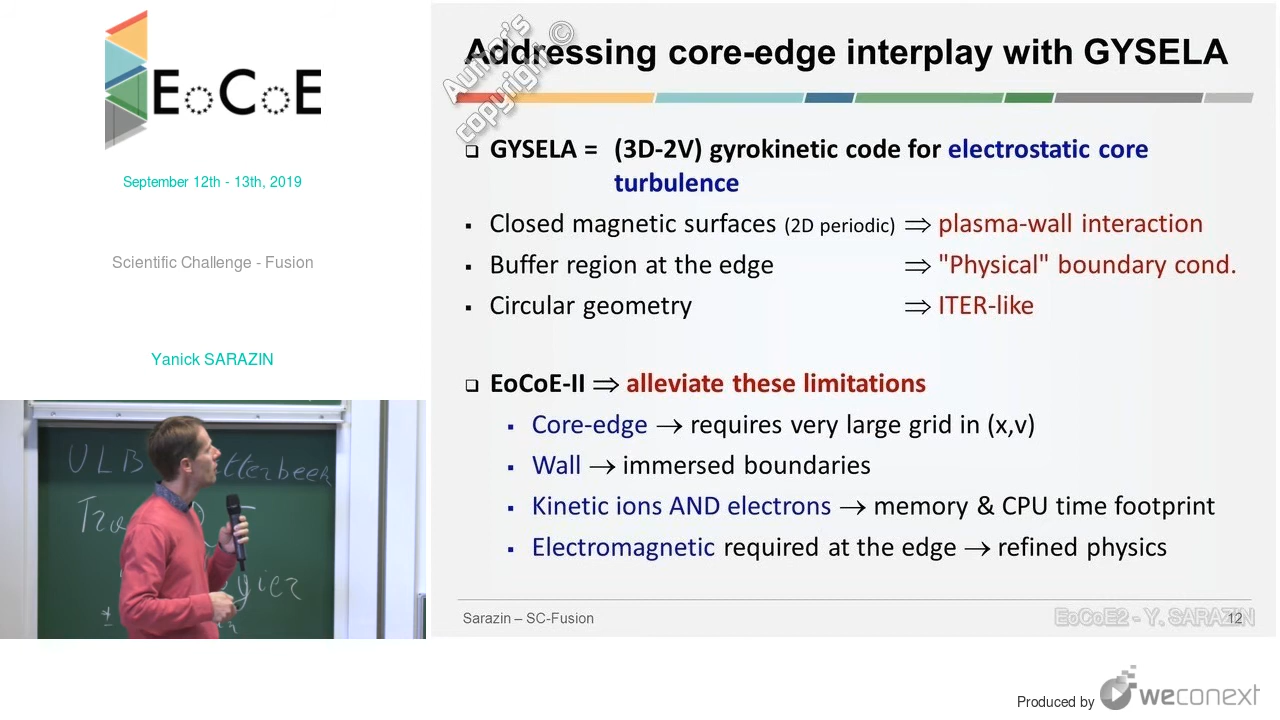 EoCoE
September 12th - 13th, 2019
Scientific Challenge - Fusion
Yanick SARAZIN
ULB
Author's copyright ©
Addressing core-edge interplay with GYSELA
❑ GYSELA = (3D-2V) gyrokinetic code for electrostatic core
turbulence
▪ Closed magnetic surfaces (2D periodic) ⇒ plasma-wall interaction
▪ Buffer region at the edge ⇒ "Physical" boundary cond.
▪ Circular geometry ⇒ ITER-like
❑ EoCoE-II ⇒ alleviate these limitations
▪ Core-edge → requires very large grid in (x,v)
▪ Wall → immersed boundaries
▪ Kinetic ions AND electrons → memory & CPU time footprint
▪ Electromagnetic required at the edge → refined physics
Sarazin – SC-Fusion
EoCoE2 - Y. SARAZIN
12
Produced by weconext